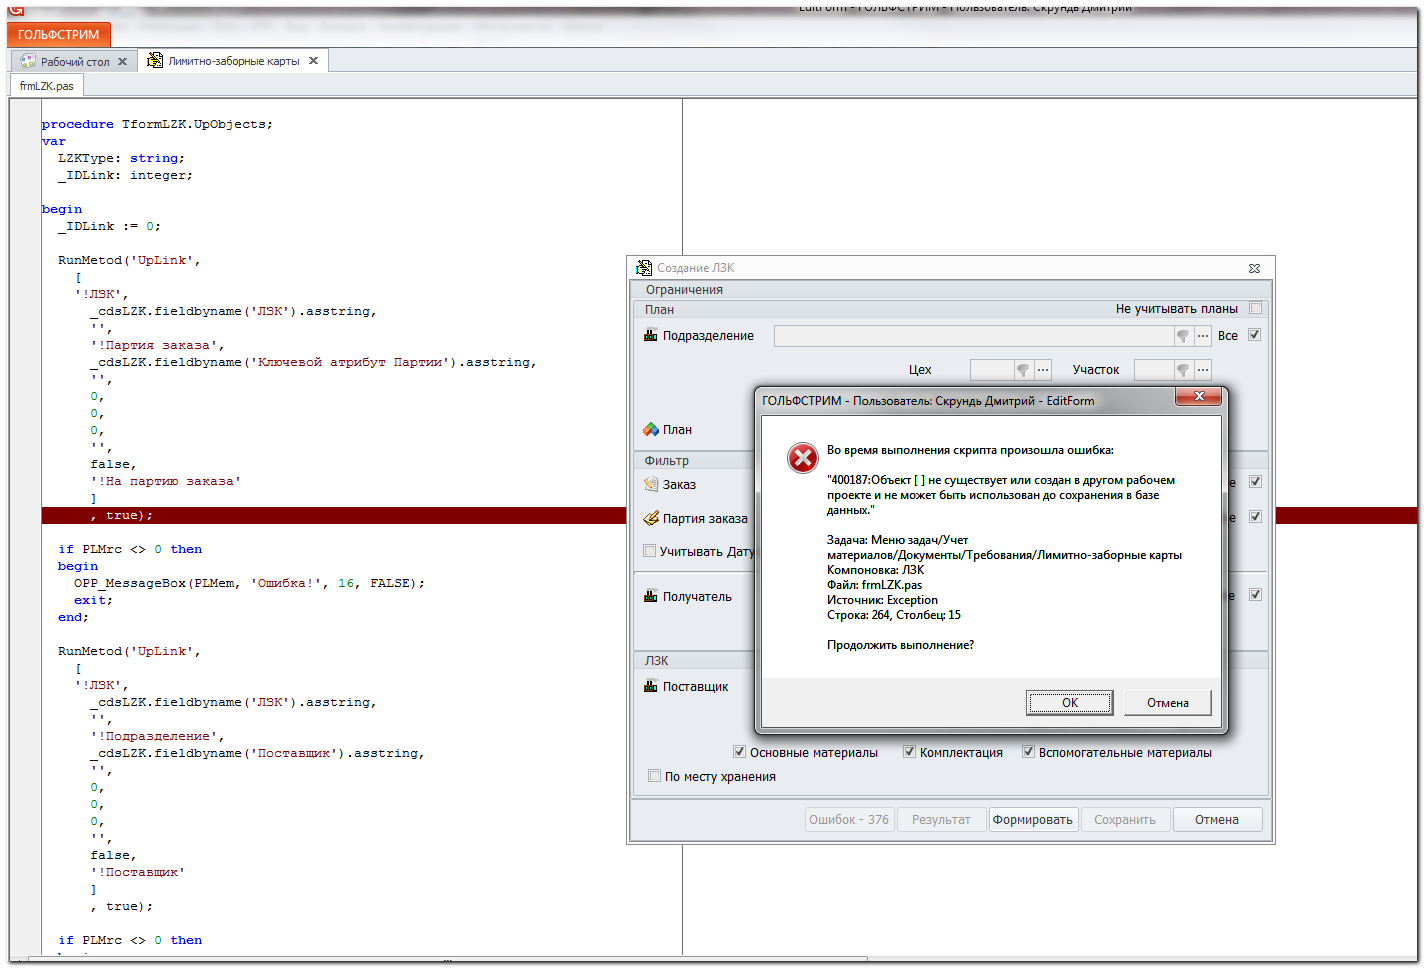 EditForm - ГОЛЬФСТРИМ - Пользователь: Скрундь Дмитрий
ГОЛЬФСТРИМ
Рабочий стол
Лимитно-заборные карты
frmLZK.pas
procedure TformLZK.UpObjects;
var
LZKType: string;
_IDLink: integer;
begin
_IDLink := 0;
RunMetod('UpLink',
[
'!ЛЗК',
_cdsLZK.fieldbyname('ЛЗК').asstring,
'',
'!Партия заказа',
_cdsLZK.fieldbyname('Ключевой атрибут Партии').asstring,
'',
0,
0,
0,
'',
false,
'!На партию заказа'
]
, true);
if PLMrc <> 0 then
begin
OPP_MessageBox(PLMem, 'Ошибка!', 16, FALSE);
exit;
end;
RunMetod('UpLink',
[
'!ЛЗК',
_cdsLZK.fieldbyname('ЛЗК').asstring,
'',
'!Подразделение',
_cdsLZK.fieldbyname('Поставщик').asstring,
'',
0,
0,
0,
'',
false,
'!Поставщик'
]
, true);
if PLMrc <> 0 then
Создание ЛЗК
Ограничения
План
Не учитывать планы
Подразделение
Все
Цех
Участок
План
Фильтр
Заказ
е
Партия заказа
е
Учитывать Дату
Получатель
е
ЛЗК
Поставщик
Основные материалы
Комплектация
Вспомогательные материалы
По месту хранения
Ошибок - 376
Результат
Формировать
Сохранить
Отмена
ГОЛЬФСТРИМ - Пользователь: Скрундь Дмитрий - EditForm
Во время выполнения скрипта произошла ошибка:
"400187:Объект [ ] не существует или создан в другом рабочем
проекте и не может быть использован до сохранения в базе
данных."
Задача: Меню задач/Учет
материалов/Документы/Требования/Лимитно-заборные карты
Компоновка: ЛЗК
Файл: frmLZK.pas
Источник: Exception
Строка: 264, Столбец: 15
Продолжить выполнение?
OK
Отмена